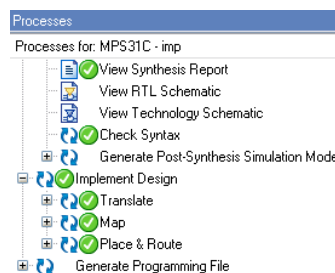 Processes
Processes for: MPS31C - imp
View Synthesis Report
View RTL Schematic
View Technology Schematic
Check Syntax
Generate Post-Synthesis Simulation Mode
Implement Design
Translate
Map
Place & Route
Generate Programming File